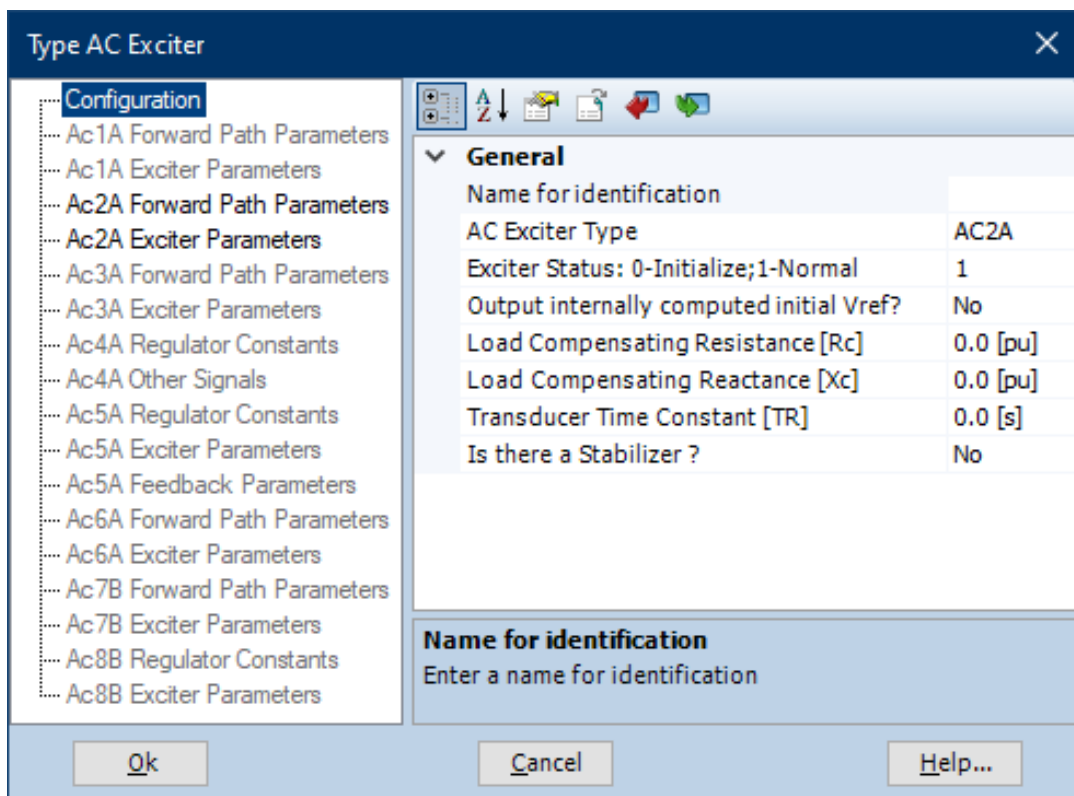 Type AC Exciter
Configuration
Ac1A Forward Path Parameters
Ac1A Exciter Parameters
Ac2A Forward Path Parameters
Ac2A Exciter Parameters
Ac3A Forward Path Parameters
Ac3A Exciter Parameters
Ac4A Regulator Constants
Ac4A Other Signals
Ac5A Regulator Constants
Ac5A Exciter Parameters
Ac5A Feedback Parameters
Ac6A Forward Path Parameters
Ac6A Exciter Parameters
Ac7B Forward Path Parameters
Ac7B Exciter Parameters
Ac8B Regulator Constants
Ac8B Exciter Parameters
General
Name for identification
AC Exciter Type AC2A
Exciter Status: 0-Initialize;1-Normal 1
Output internally computed initial Vref? No
Load Compensating Resistance [Rc] 0.0 [pu]
Load Compensating Reactance [Xc] 0.0 [pu]
Transducer Time Constant [TR] 0.0 [s]
Is there a Stabilizer ? No
Name for identification
Enter a name for identification
Ok Cancel Help...